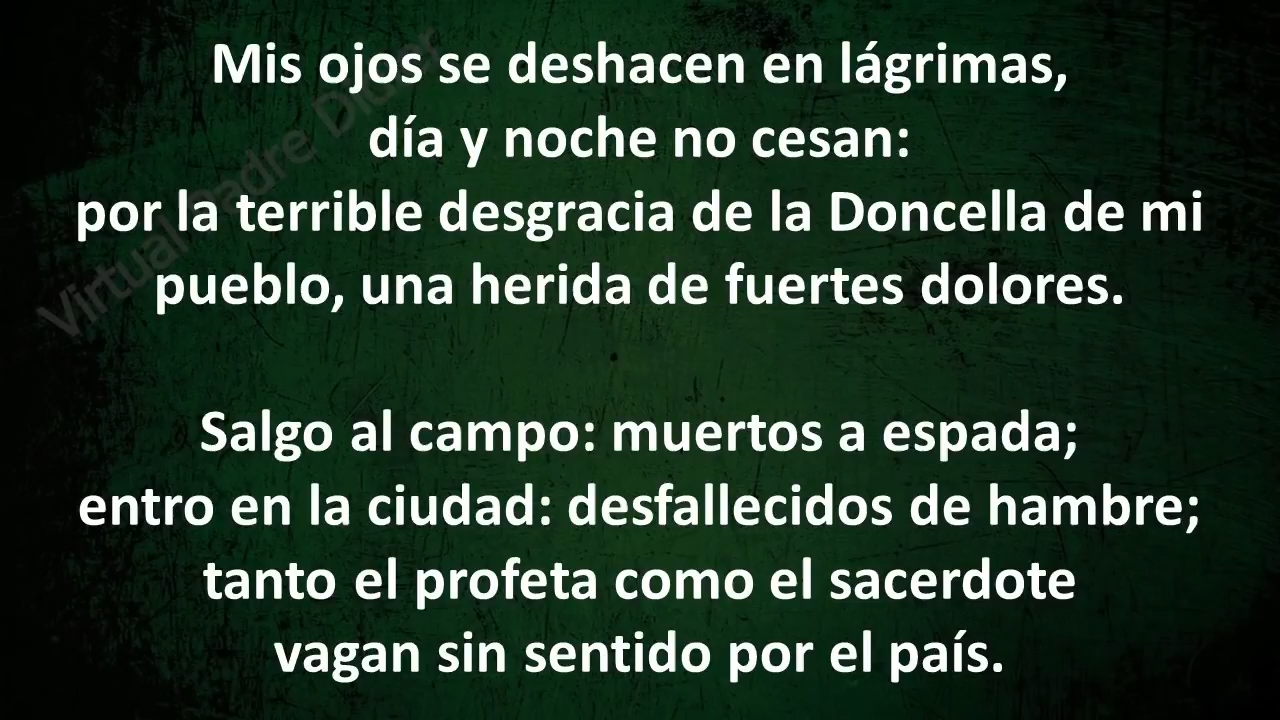 Mis ojos se deshacen en lágrimas,
día y noche no cesan:
por la terrible desgracia de la Doncella de mi
pueblo, una herida de fuertes dolores.
Salgo al campo: muertos a espada;
entro en la ciudad: desfallecidos de hambre;
tanto el profeta como el sacerdote
vagan sin sentido por el país.
Virtual Padre